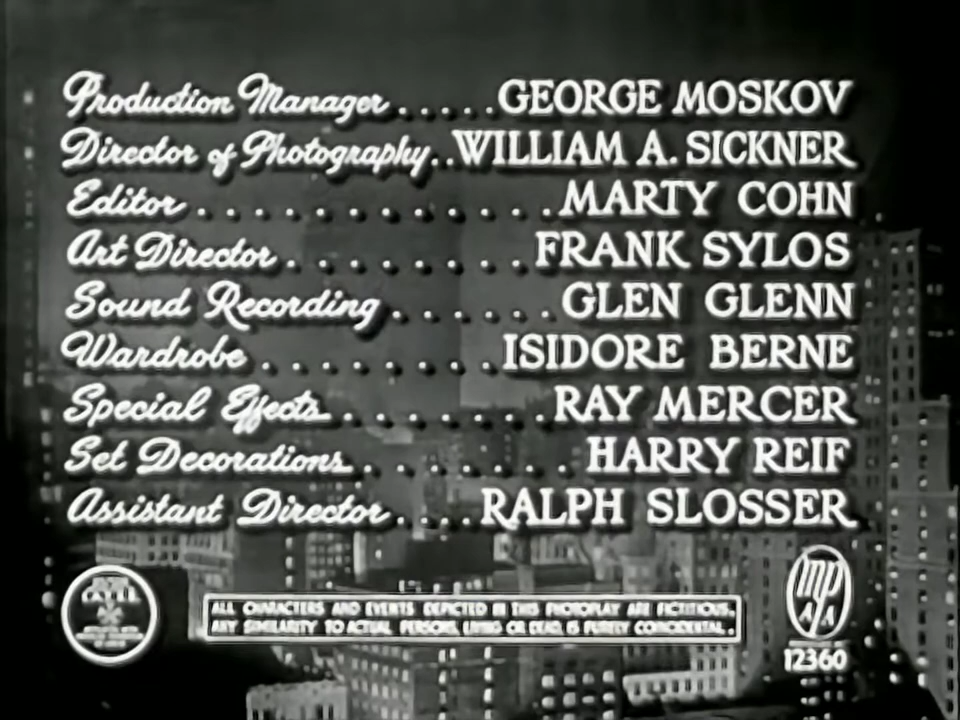 Production Manager.....GEORGE MOSKOV
Director of Photography..WILLIAM A. SICKNER
Editor.............MARTY COHN
Art Director.........FRANK SYLOS
Sound Recording......GLEN GLENN
Wardrobe.........ISIDORE BERNE
Special Effects.......RAY MERCER
Set Decorations.......HARRY REIF
Assistant Director....RALPH SLOSSER
ALL CHARACTERS AND EVENTS DEPICTED IN THIS PHOTOPLAY ARE FICTITIOUS.
ANY SIMILARITY TO ACTUAL PERSONS, LIVING OR DEAD, IS PURELY COINCIDENTAL.
MPAA
12360